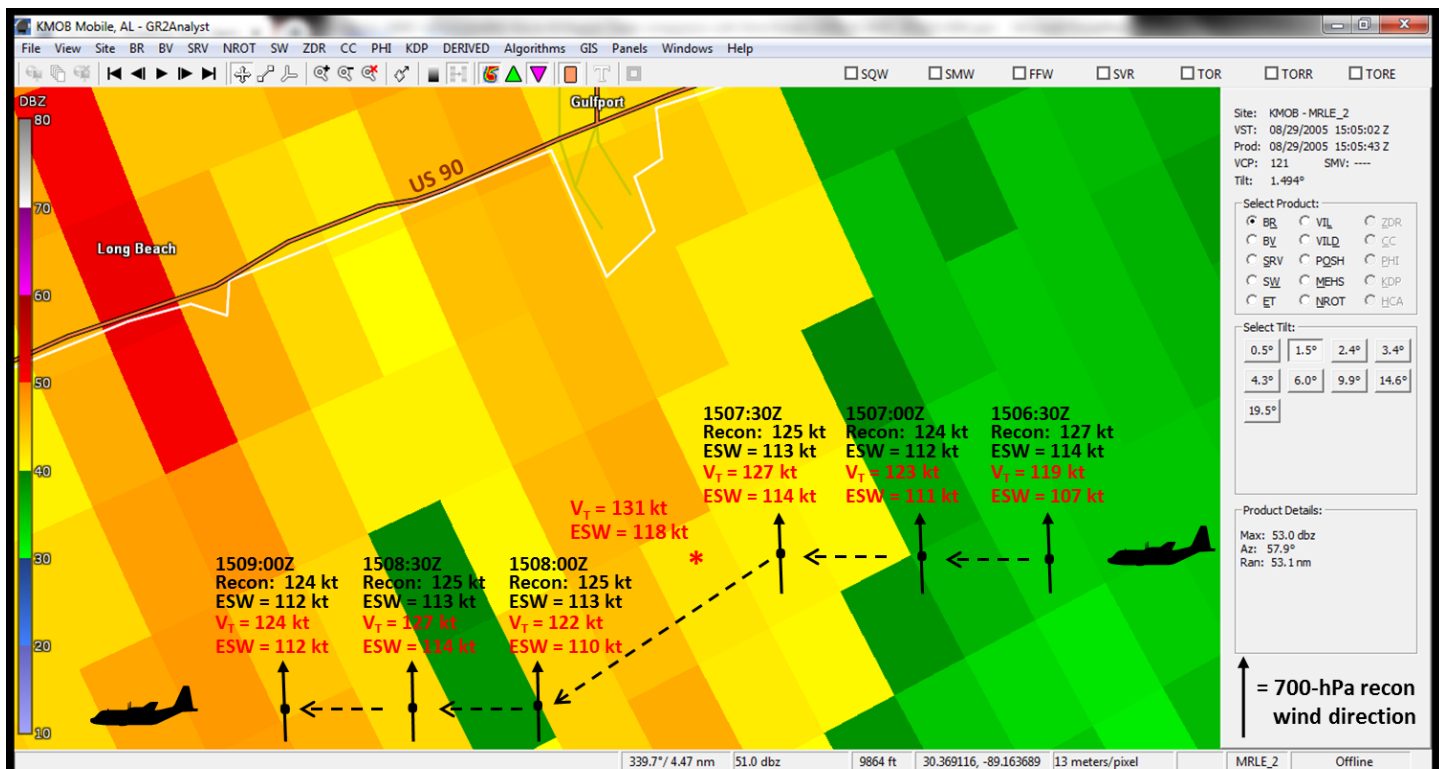 KMOB Mobile, AL - GR2Analyst
File View Site BR BV SRV NROT SW ZDR CC PHI KDP DERIVED Algorithms GIS Panels Windows Help
SQW SMW FFW SVR TOR TORR TORE
DBZ
80
70
60
50
40
30
20
10
Gulfport
US 90
Long Beach
1507:30Z
Recon: 125 kt
ESW = 113 kt
VT = 127 kt
ESW = 114 kt
1507:00Z
Recon: 124 kt
ESW = 112 kt
VT = 123 kt
ESW = 111 kt
1506:30Z
Recon: 127 kt
ESW = 114 kt
VT = 119 kt
ESW = 107 kt
VT = 131 kt
ESW = 118 kt
*
1509:00Z
Recon: 124 kt
ESW = 112 kt
VT = 124 kt
ESW = 112 kt
1508:30Z
Recon: 125 kt
ESW = 113 kt
VT = 127 kt
ESW = 114 kt
1508:00Z
Recon: 125 kt
ESW = 113 kt
VT = 122 kt
ESW = 110 kt
Site: KMOB - MRLE_2
VST: 08/29/2005 15:05:02 Z
Prod: 08/29/2005 15:05:43 Z
VCP: 121 SMV: ----
Tilt: 1.494°
Select Product:
BR VIL ZDR
BV VILD CC
SRV POSH PHI
SW MEHS KDP
ET NROT HCA
Select Tilt:
0.5° 1.5° 2.4° 3.4°
4.3° 6.0° 9.9° 14.6°
19.5°
Product Details:
Max: 53.0 dbz
Az: 57.9°
Ran: 53.1 nm
= 700-hPa recon
wind direction
339.7°/ 4.47 nm 51.0 dbz 9864 ft 30.369116, -89.163689 13 meters/pixel MRLE_2 Offline